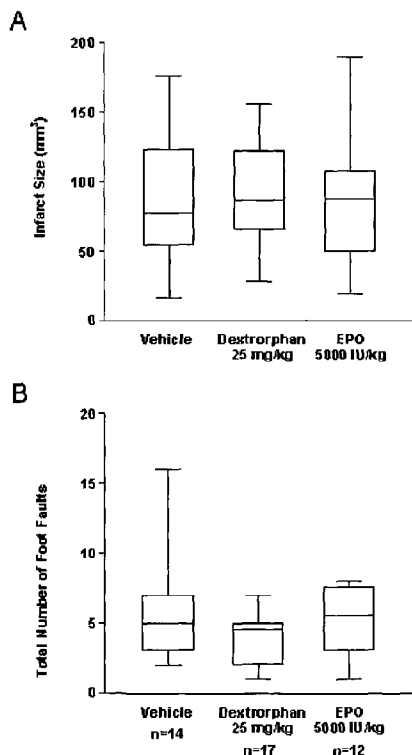 A
Infarct Size (mm³)
200
150
100
50
0
Vehicle
Dextrorphan
25 mg/kg
EPO
5000 IU/kg
B
Total Number of Foot Faults
20
15
10
5
0
Vehicle
n=14
Dextrorphan
25 mg/kg
n=17
EPO
5000 IU/kg
n=12